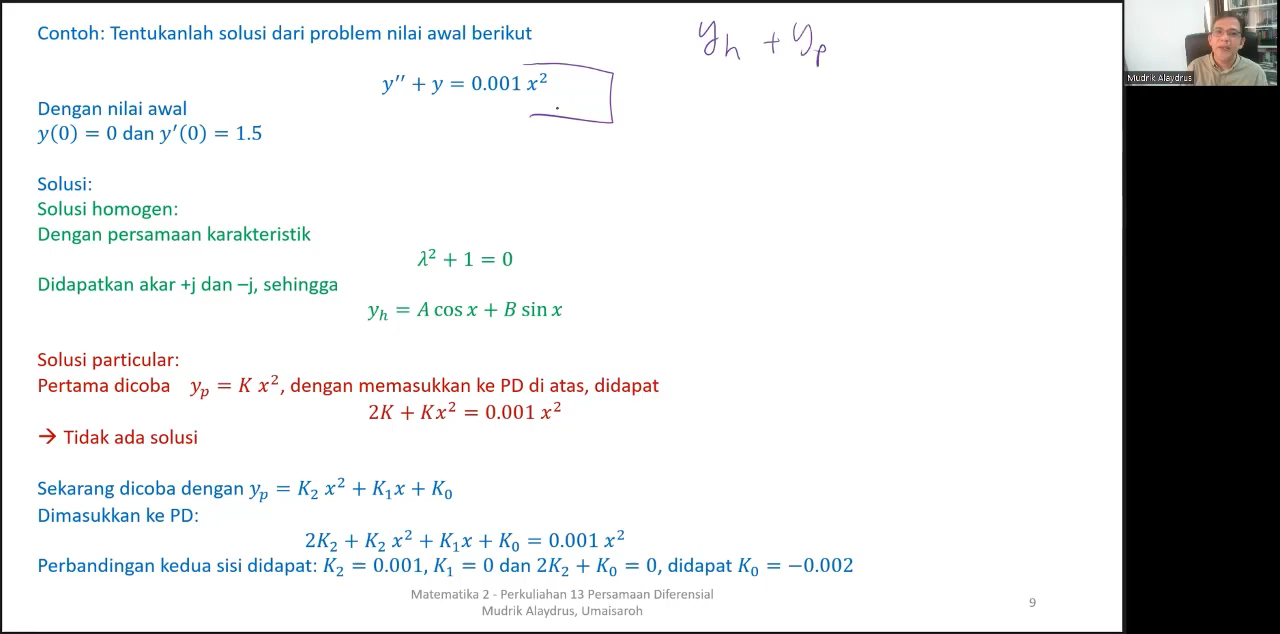 Contoh: Tentukanlah solusi dari problem nilai awal berikut
y_h + y_p
y″ + y = 0.001 x²
Mudrik Alaydrus
Dengan nilai awal
y(0) = 0 dan y′(0) = 1.5
Solusi:
Solusi homogen:
Dengan persamaan karakteristik
λ² + 1 = 0
Didapatkan akar +j dan –j, sehingga
y_h = A cos x + B sin x
Solusi particular:
Pertama dicoba y_p = K x², dengan memasukkan ke PD di atas, didapat
2K + Kx² = 0.001 x²
→ Tidak ada solusi
Sekarang dicoba dengan y_p = K₂ x² + K₁x + K₀
Dimasukkan ke PD:
2K₂ + K₂ x² + K₁x + K₀ = 0.001 x²
Perbandingan kedua sisi didapat: K₂ = 0.001, K₁ = 0 dan 2K₂ + K₀ = 0, didapat K₀ = −0.002
Matematika 2 - Perkuliahan 13 Persamaan Diferensial
Mudrik Alaydrus, Umaisaroh
9